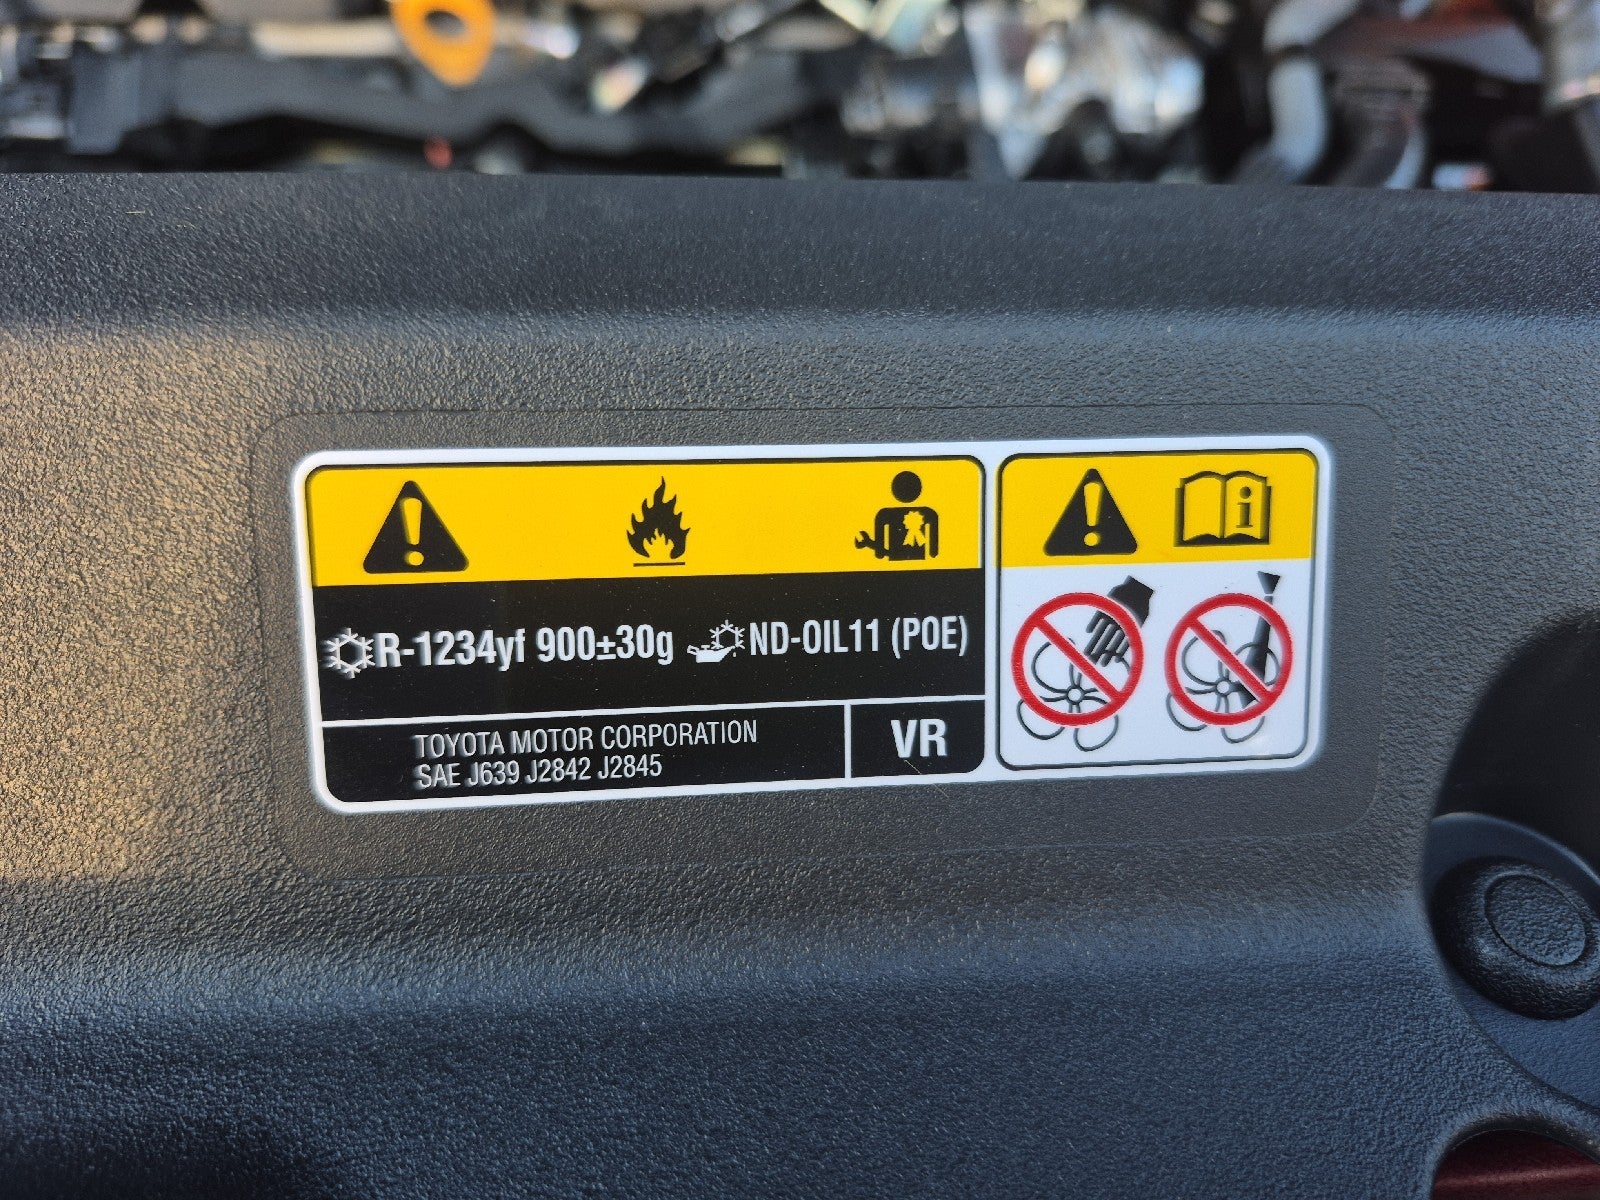 R-1234yf 900±30g ND-OIL11 (POE)
TOYOTA MOTOR CORPORATION
SAE J639 J2842 J2845
VR